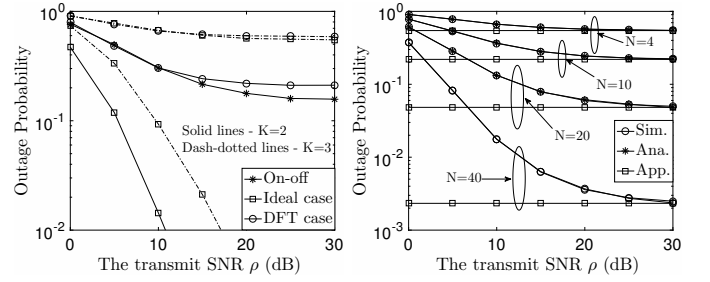 Outage Probability
10^0
10^-1
10^-2
0
10
20
30
The transmit SNR ρ (dB)
Solid lines - K=2
Dash-dotted lines - K=3
On-off
Ideal case
DFT case
Outage Probability
10^0
10^-1
10^-2
10^-3
0
10
20
30
The transmit SNR ρ (dB)
N=4
N=10
N=20
N=40
Sim.
Ana.
App.